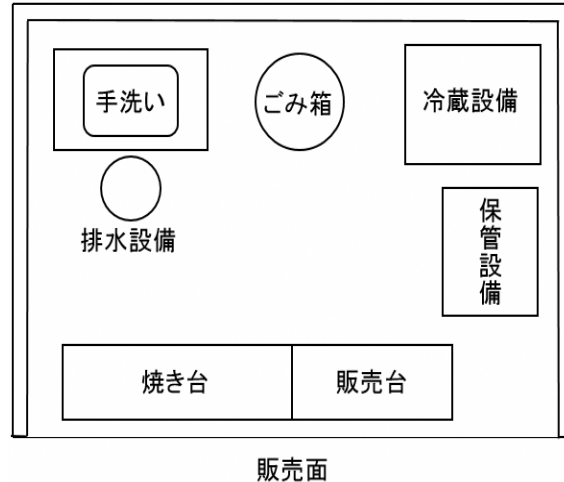 手洗い
ごみ箱
冷蔵設備
排水設備
保管設備
焼き台
販売台
販売面